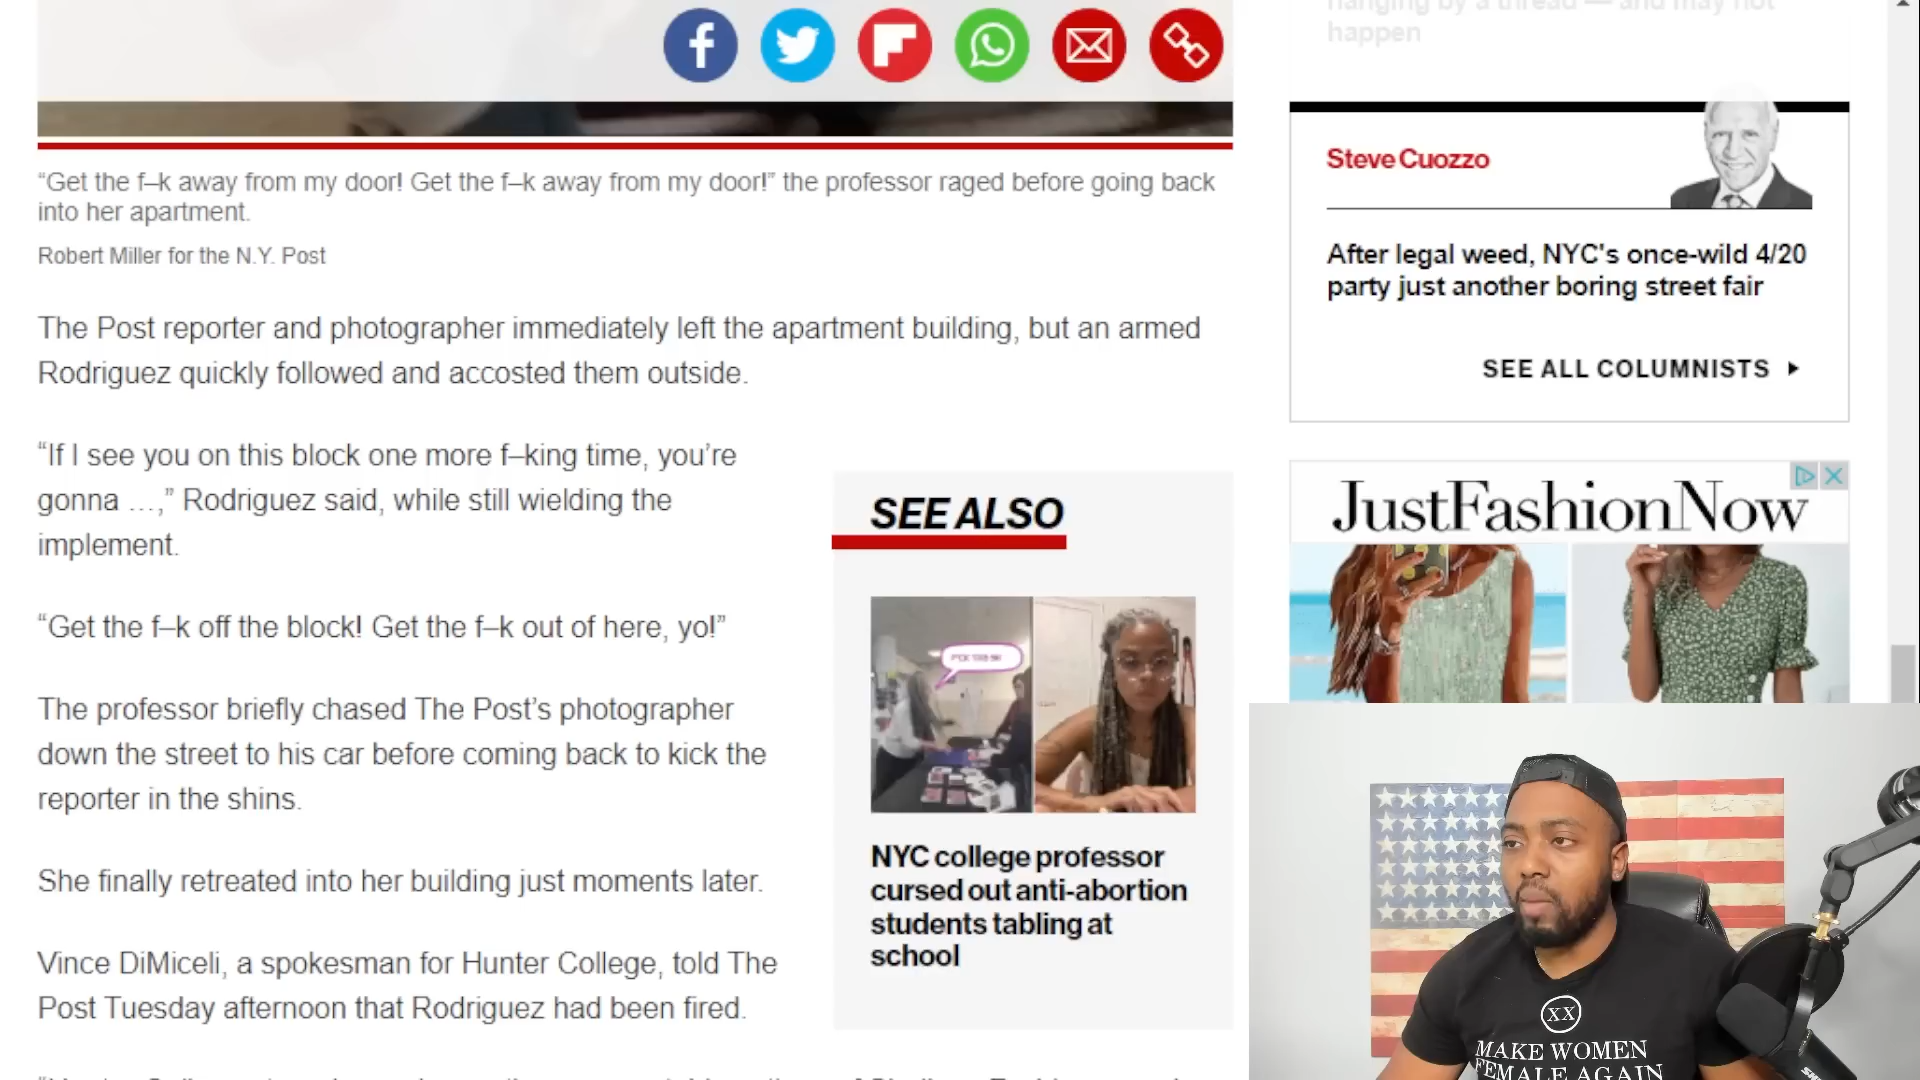 "Get the f–k away from my door! Get the f–k away from my door!" the professor raged before going back
into her apartment.
Robert Miller for the N.Y. Post
The Post reporter and photographer immediately left the apartment building, but an armed
Rodriguez quickly followed and accosted them outside.
“If I see you on this block one more f–king time, you’re
gonna …,” Rodriguez said, while still wielding the
implement.
“Get the f–k off the block! Get the f–k out of here, yo!”
The professor briefly chased The Post’s photographer
down the street to his car before coming back to kick the
reporter in the shins.
She finally retreated into her building just moments later.
Vince DiMiceli, a spokesman for Hunter College, told The
Post Tuesday afternoon that Rodriguez had been fired.
SEE ALSO
NYC college professor
cursed out anti-abortion
students tabling at
school
hanging by a thread — and may not
happen
Steve Cuozzo
After legal weed, NYC's once-wild 4/20
party just another boring street fair
SEE ALL COLUMNISTS
JustFashionNow
XX
MAKE WOMEN
FEMALE AGAIN